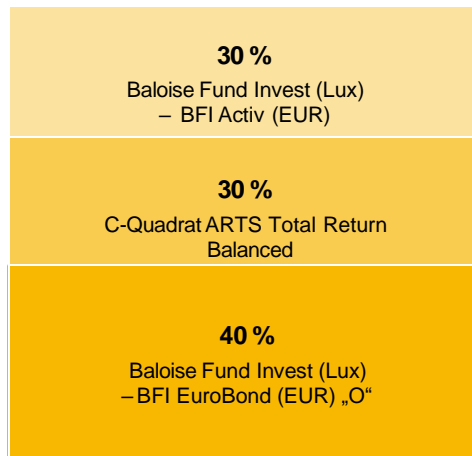 30 %
Baloise Fund Invest (Lux)
– BFI Activ (EUR)
30 %
C-Quadrat ARTS Total Return
Balanced
40 %
Baloise Fund Invest (Lux)
– BFI EuroBond (EUR) „O“